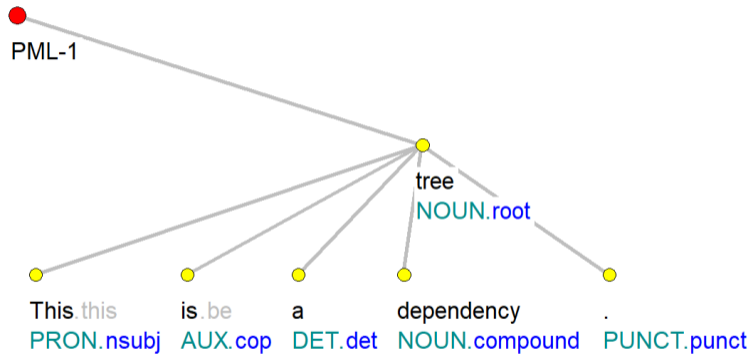 PML-1
tree
NOUN.root
This.this is.be a dependency .
PRON.nsubj AUX.cop DET.det NOUN.compound PUNCT.punct